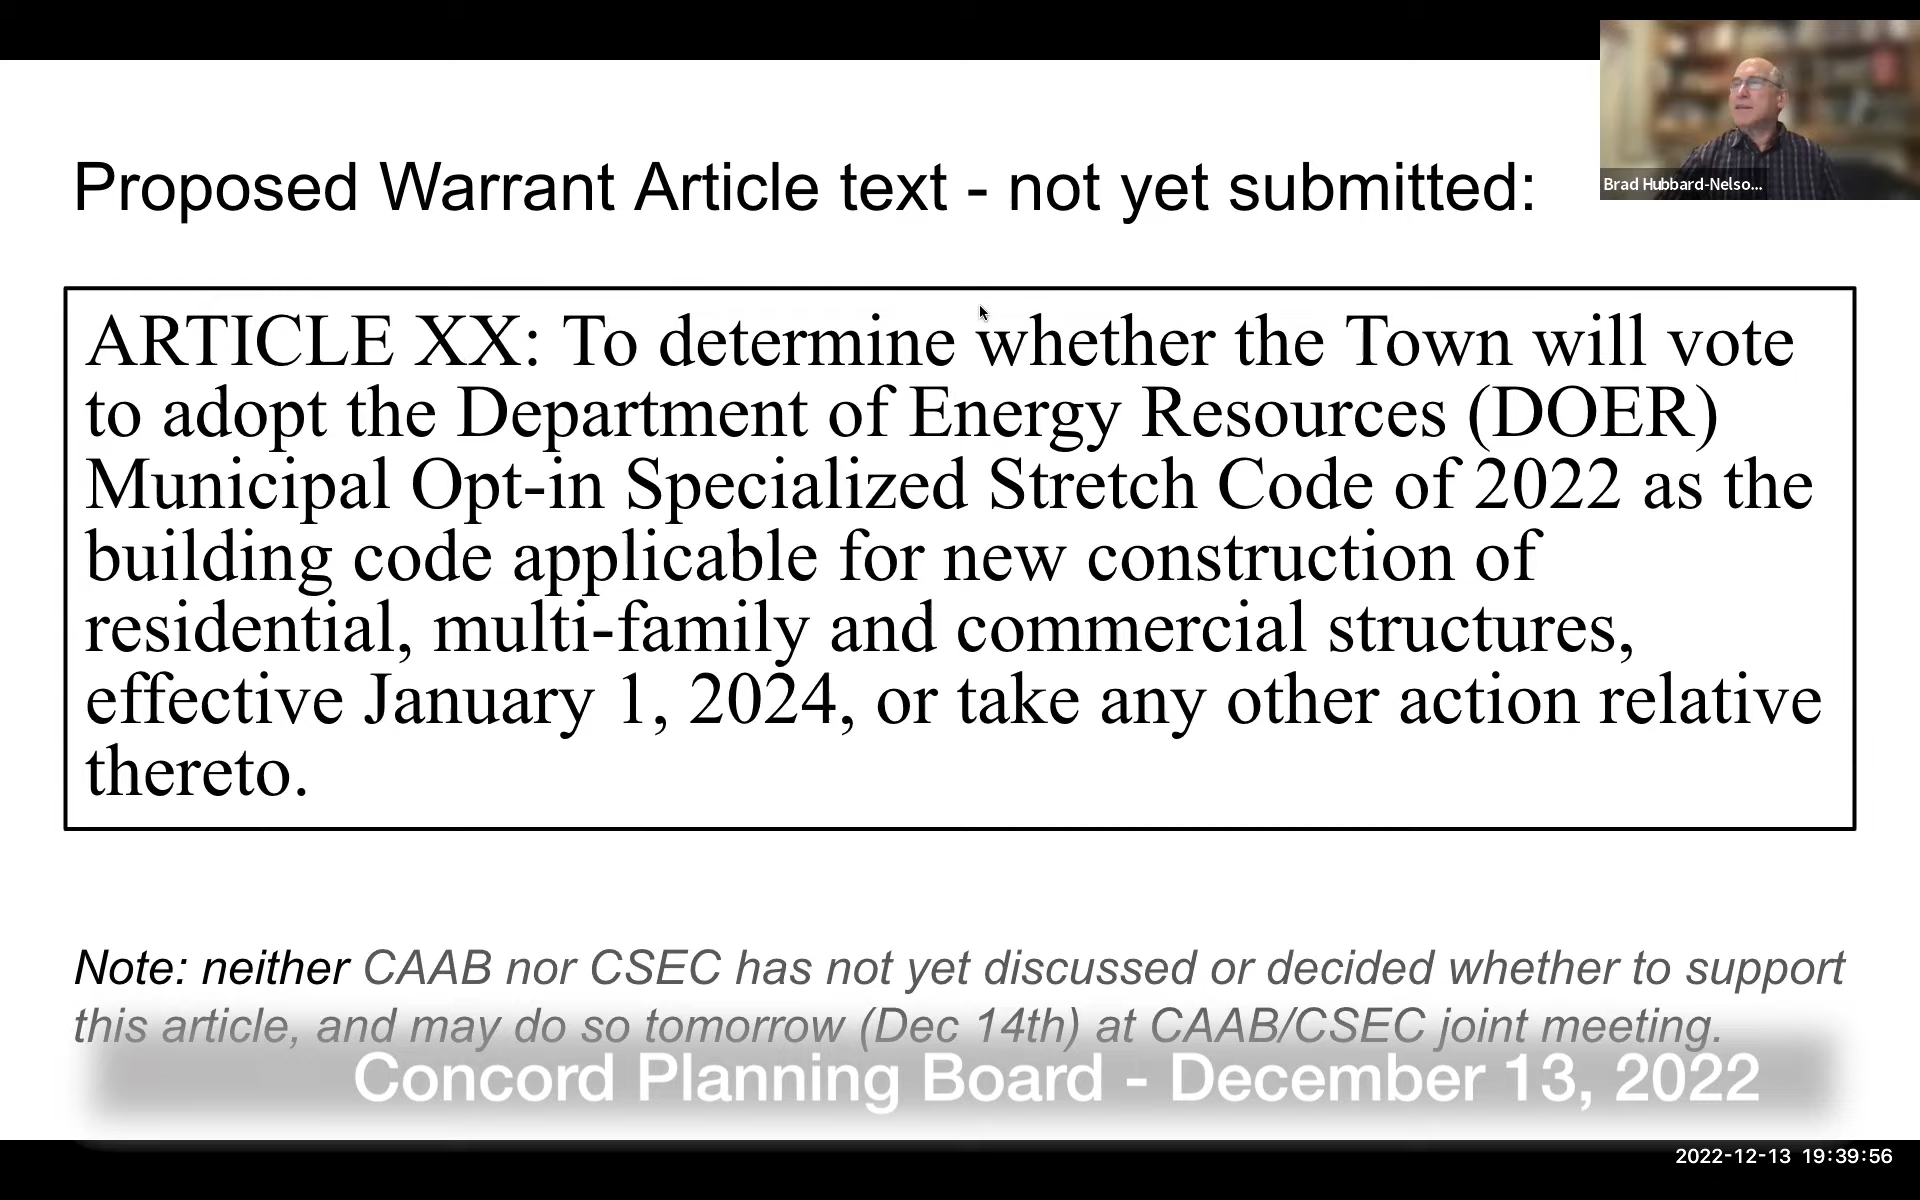 Brad Hubbard-Nelso...
Proposed Warrant Article text - not yet submitted:
ARTICLE XX: To determine whether the Town will vote
to adopt the Department of Energy Resources (DOER)
Municipal Opt-in Specialized Stretch Code of 2022 as the
building code applicable for new construction of
residential, multi-family and commercial structures,
effective January 1, 2024, or take any other action relative
thereto.
Note: neither CAAB nor CSEC has not yet discussed or decided whether to support
this article, and may do so tomorrow (Dec 14th) at CAAB/CSEC joint meeting.
Concord Planning Board - December 13, 2022
2022-12-13 19:39:56